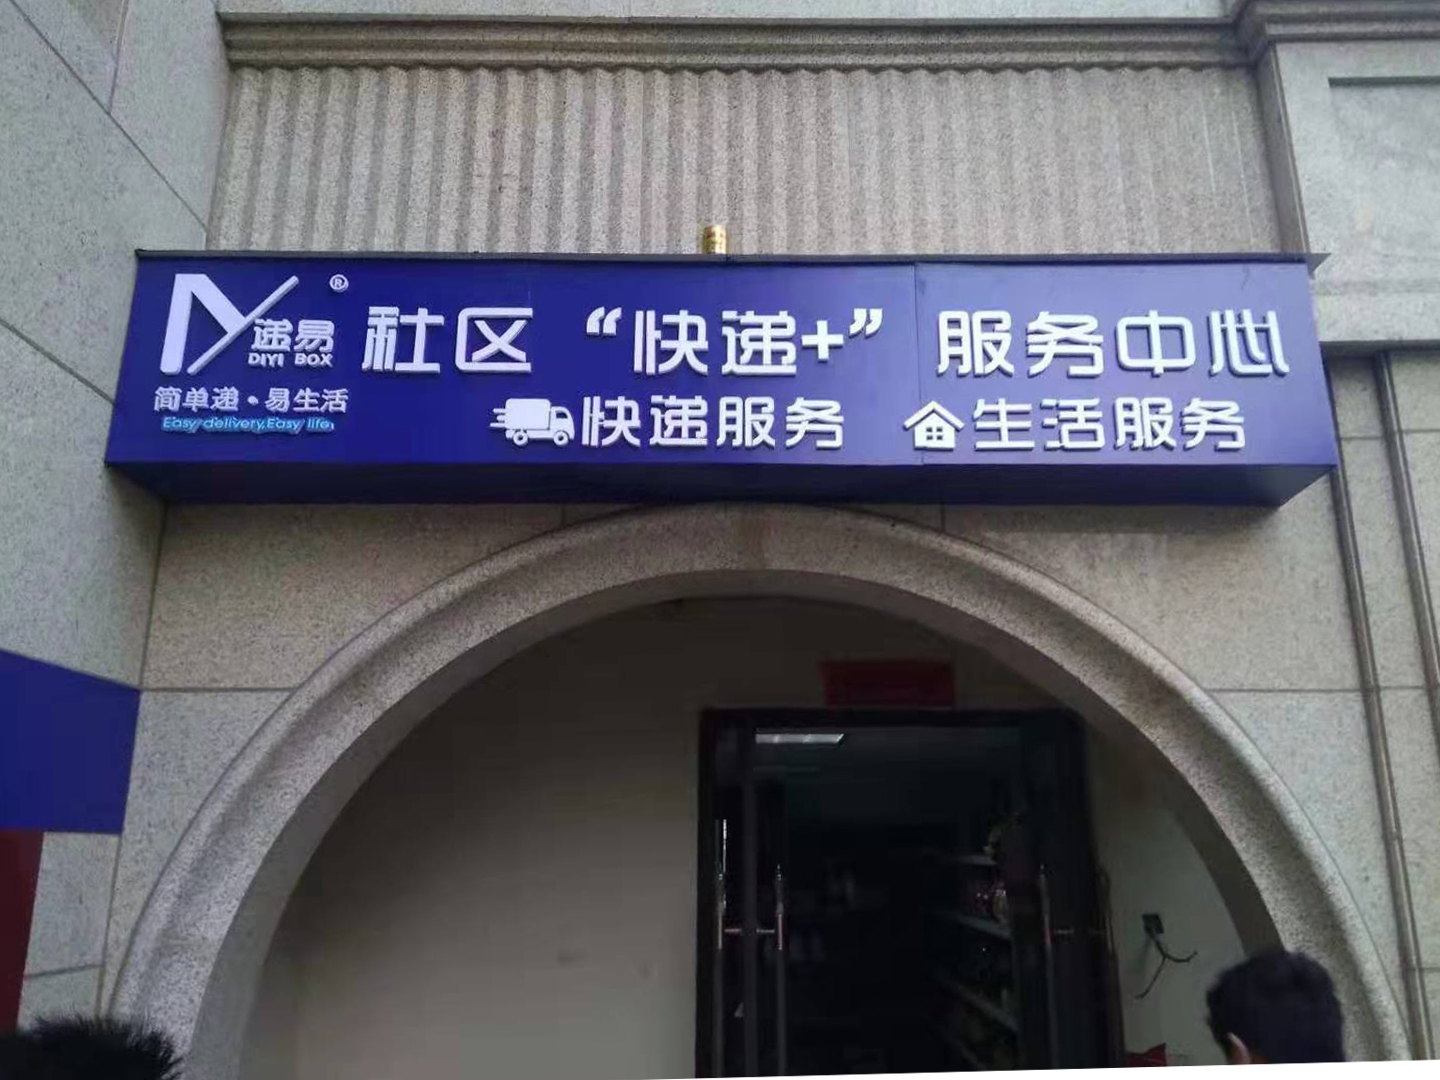 ®
递易
DIYI BOX
简单递·易生活
Easy delivery,Easy life,
社区“快递+”服务中心
快递服务 生活服务